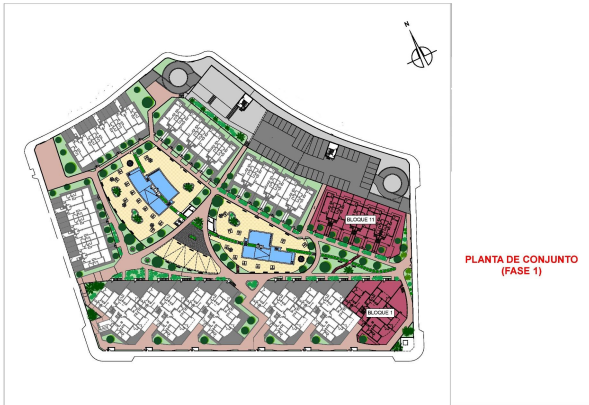 N
BLOQUE 11
PLANTA DE CONJUNTO
(FASE 1)
BLOQUE 1